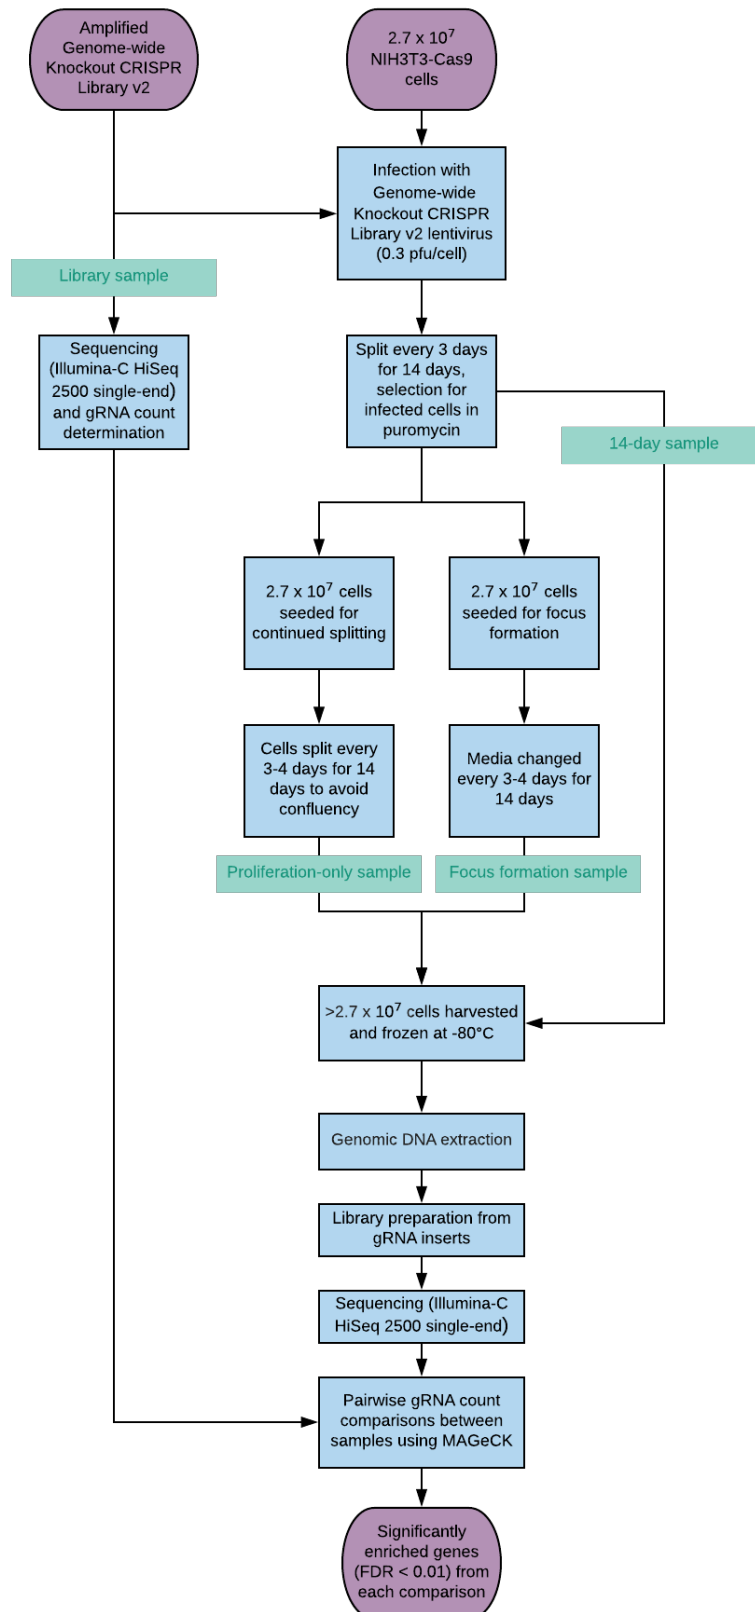 Amplified
Genome-wide
Knockout CRISPR
Library v2
2.7 x 10⁷
NIH3T3-Cas9
cells
Infection with
Genome-wide
Knockout CRISPR
Library v2 lentivirus
(0.3 pfu/cell)
Library sample
Sequencing
(Illumina-C HiSeq
2500 single-end)
and gRNA count
determination
Split every 3 days
for 14 days,
selection for
infected cells in
puromycin
14-day sample
2.7 x 10⁷ cells
seeded for
continued splitting
2.7 x 10⁷ cells
seeded for focus
formation
Cells split every
3-4 days for 14
days to avoid
confluency
Media changed
every 3-4 days for
14 days
Proliferation-only sample
Focus formation sample
>2.7 x 10⁷ cells harvested
and frozen at -80°C
Genomic DNA extraction
Library preparation from
gRNA inserts
Sequencing (Illumina-C
HiSeq 2500 single-end)
Pairwise gRNA count
comparisons between
samples using MAGeCK
Significantly
enriched genes
(FDR < 0.01) from
each comparison